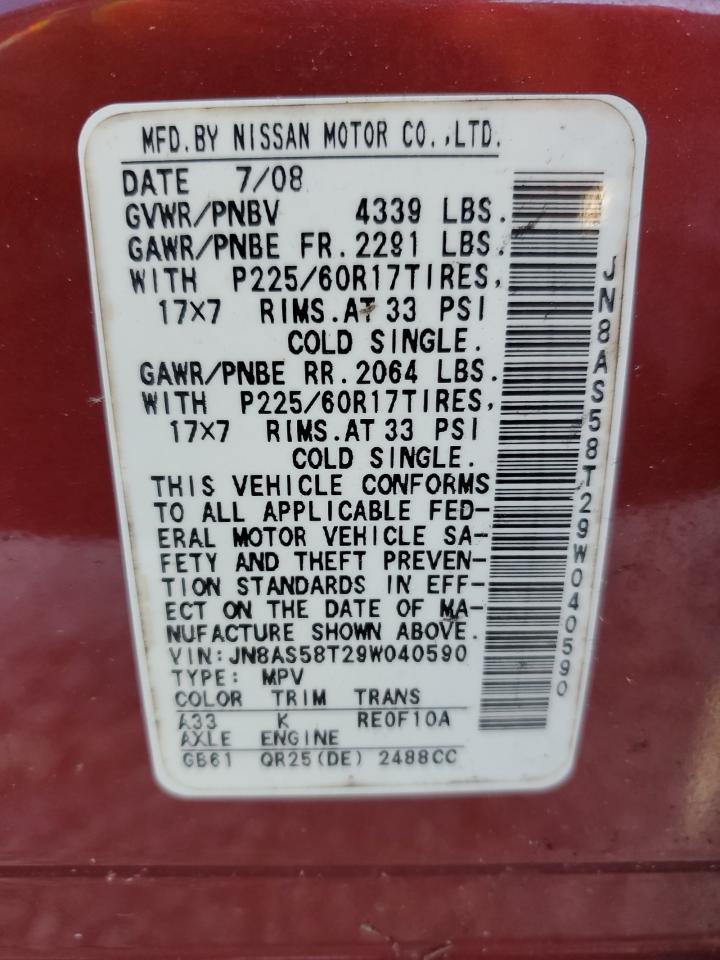 MFD.BY NISSAN MOTOR CO.,LTD.
DATE 7/08
GVWR/PNBV 4339 LBS.
GAWR/PNBE FR.2291 LBS.
WITH P225/60R17TIRES,
17×7 RIMS.AT 33 PSI
COLD SINGLE.
GAWR/PNBE RR.2064 LBS.
WITH P225/60R17TIRES,
17×7 RIMS.AT 33 PSI
COLD SINGLE.
THIS VEHICLE CONFORMS
TO ALL APPLICABLE FED-
ERAL MOTOR VEHICLE SA-
FETY AND THEFT PREVEN-
TION STANDARDS IN EFF-
ECT ON THE DATE OF MA-
NUFACTURE SHOWN ABOVE.
VIN:JN8AS58T29W040590
TYPE: MPV
COLOR TRIM TRANS
A33 K RE0F10A
AXLE ENGINE
GB61 QR25(DE) 2488CC
JN8AS58T29W040590